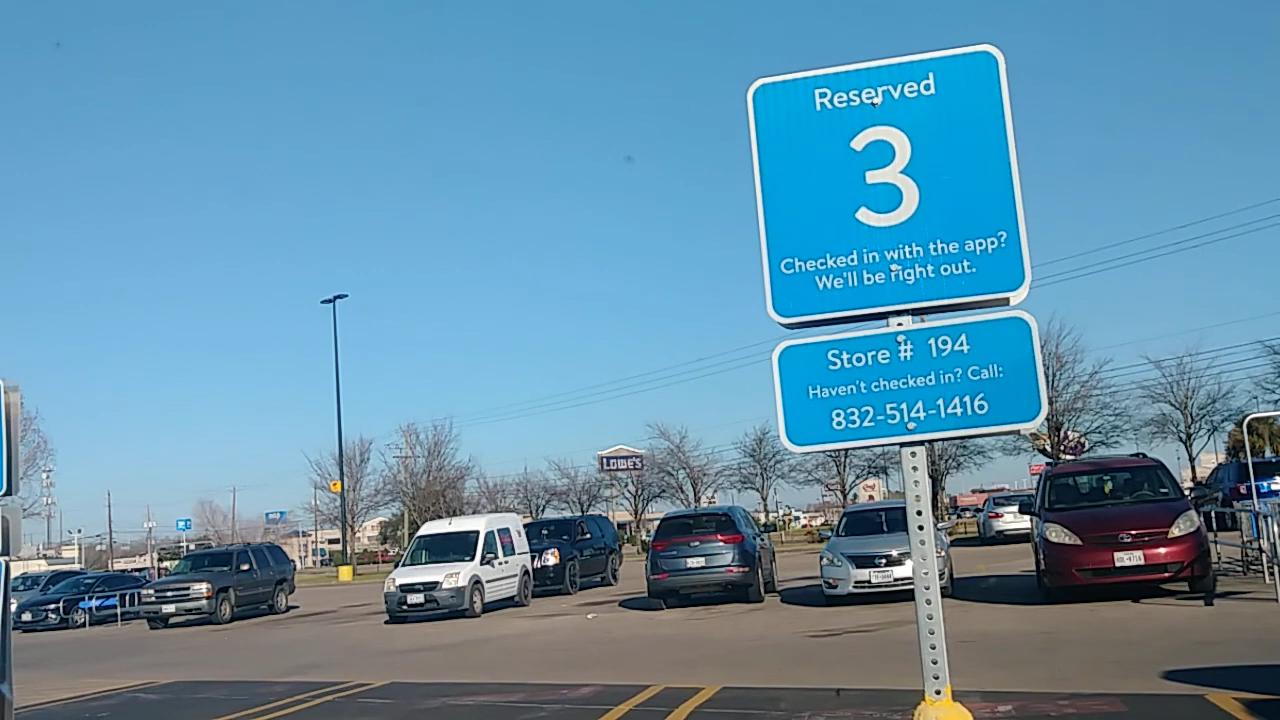 Reserved
3
Checked in with the app?
We'll be right out.
Store # 194
Haven't checked in? Call:
832-514-1416
LOWE'S